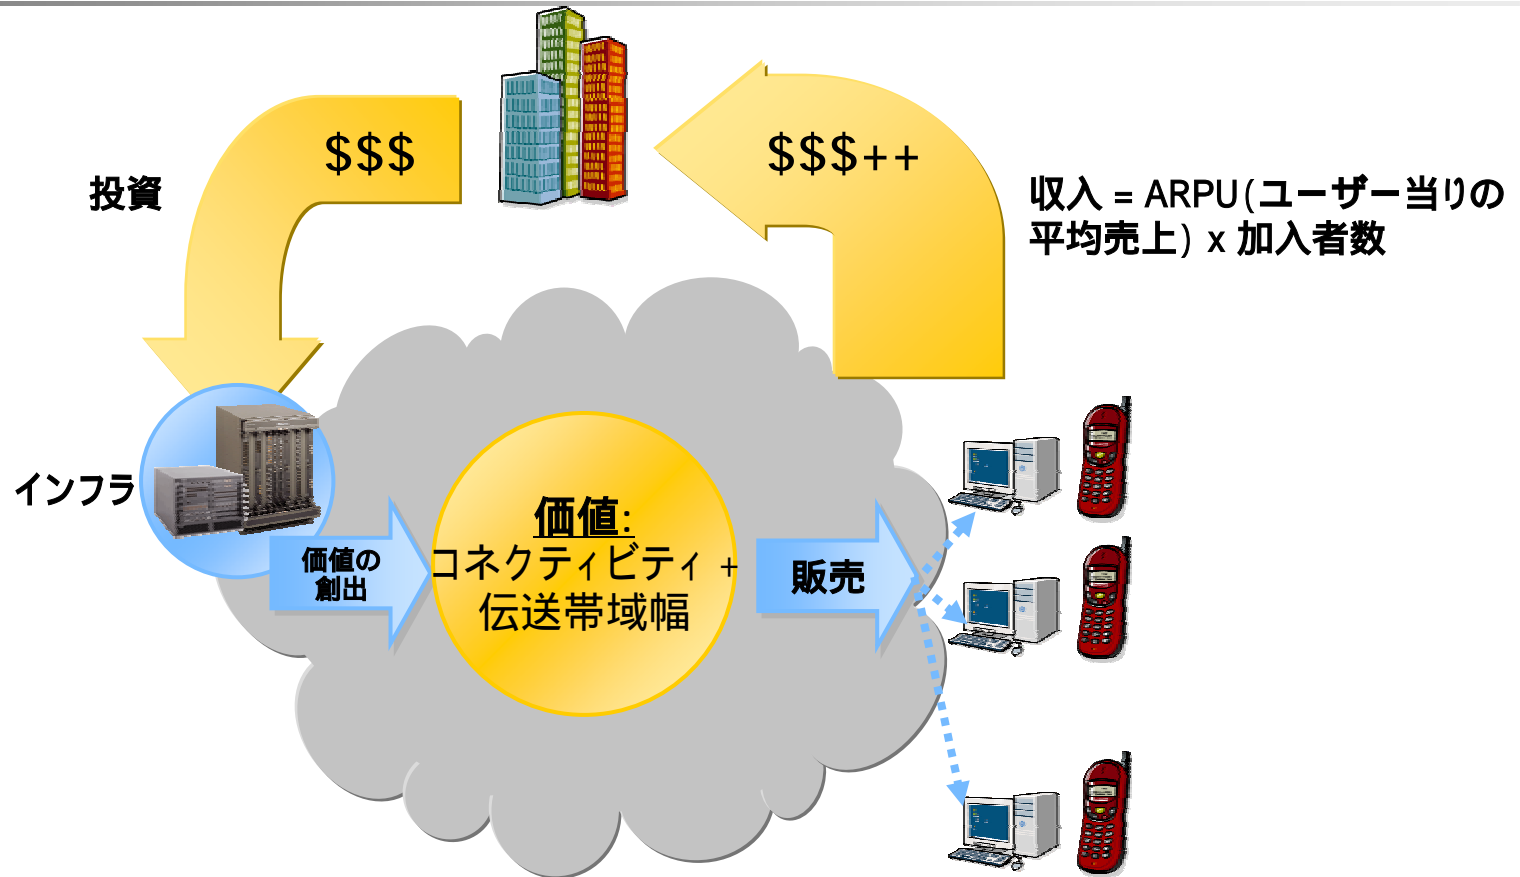 $$$
$$$++
投資
収入 = ARPU(ユーザー当りの
平均売上) x 加入者数
インフラ
価値の
創出
価値:
コネクティビティ +
伝送帯域幅
販売